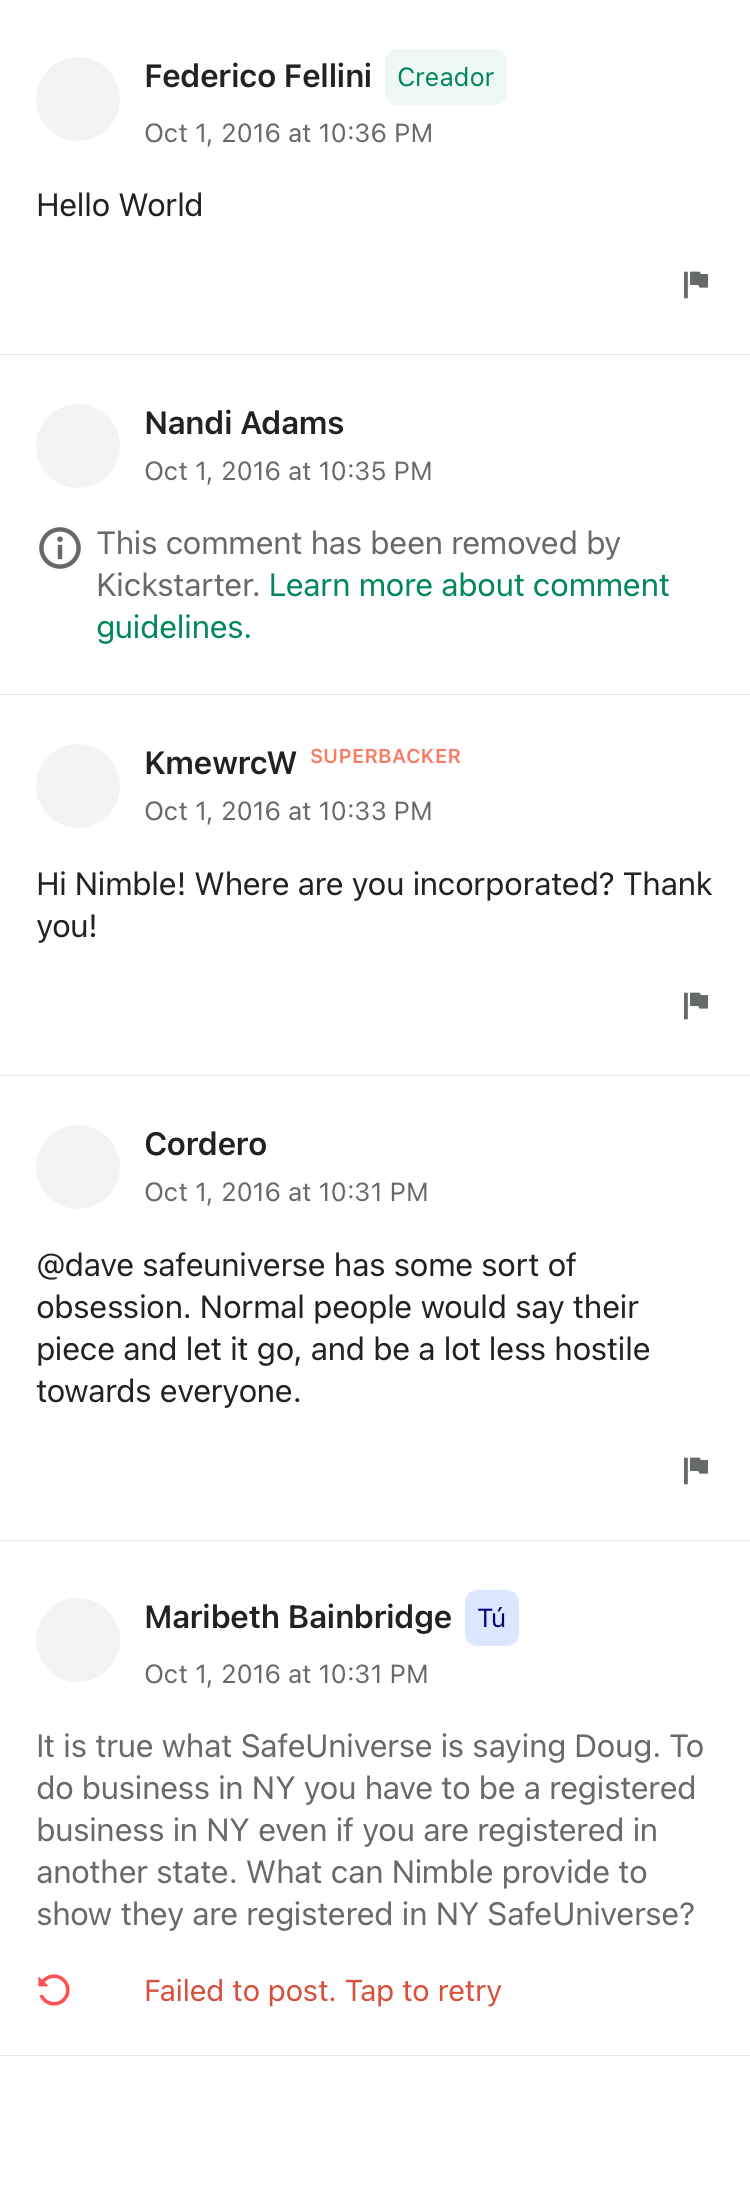 Federico Fellini Creador
Oct 1, 2016 at 10:36 PM
Hello World
Nandi Adams
Oct 1, 2016 at 10:35 PM
This comment has been removed by
Kickstarter. Learn more about comment
guidelines.
KmewrcW SUPERBACKER
Oct 1, 2016 at 10:33 PM
Hi Nimble! Where are you incorporated? Thank
you!
Cordero
Oct 1, 2016 at 10:31 PM
@dave safeuniverse has some sort of
obsession. Normal people would say their
piece and let it go, and be a lot less hostile
towards everyone.
Maribeth Bainbridge Tú
Oct 1, 2016 at 10:31 PM
It is true what SafeUniverse is saying Doug. To
do business in NY you have to be a registered
business in NY even if you are registered in
another state. What can Nimble provide to
show they are registered in NY SafeUniverse?
Failed to post. Tap to retry